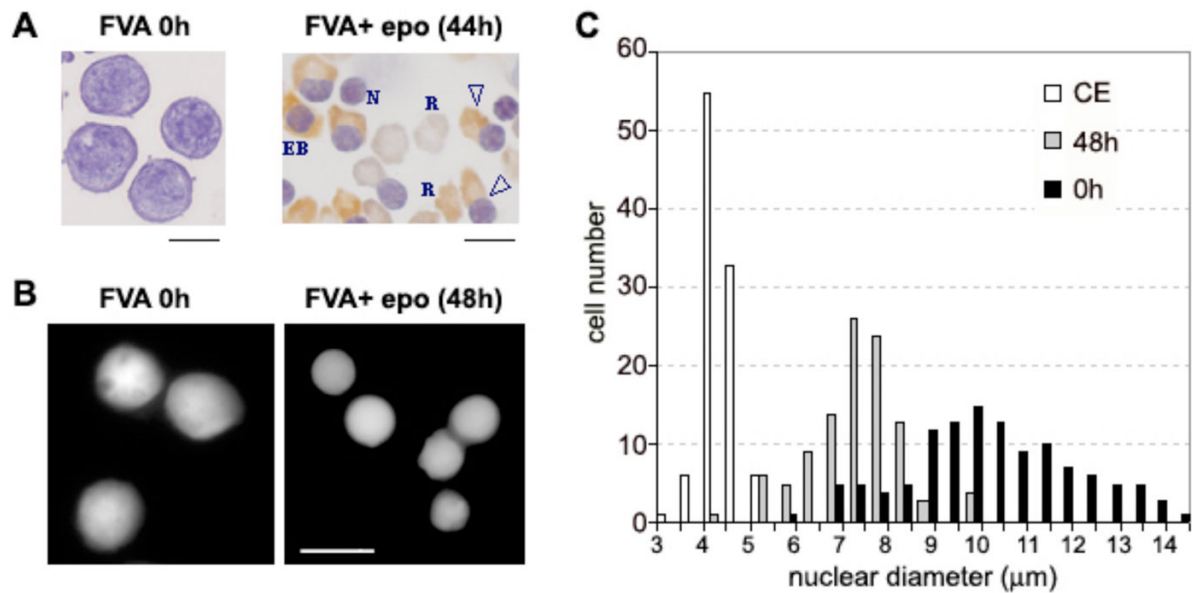 A
FVA 0h
FVA+ epo (44h)
N
R
EB
R
B
FVA 0h
FVA+ epo (48h)
C
60
50
40
30
20
10
0
cell number
CE
48h
0h
3 4 5 6 7 8 9 10 11 12 13 14
nuclear diameter (μm)